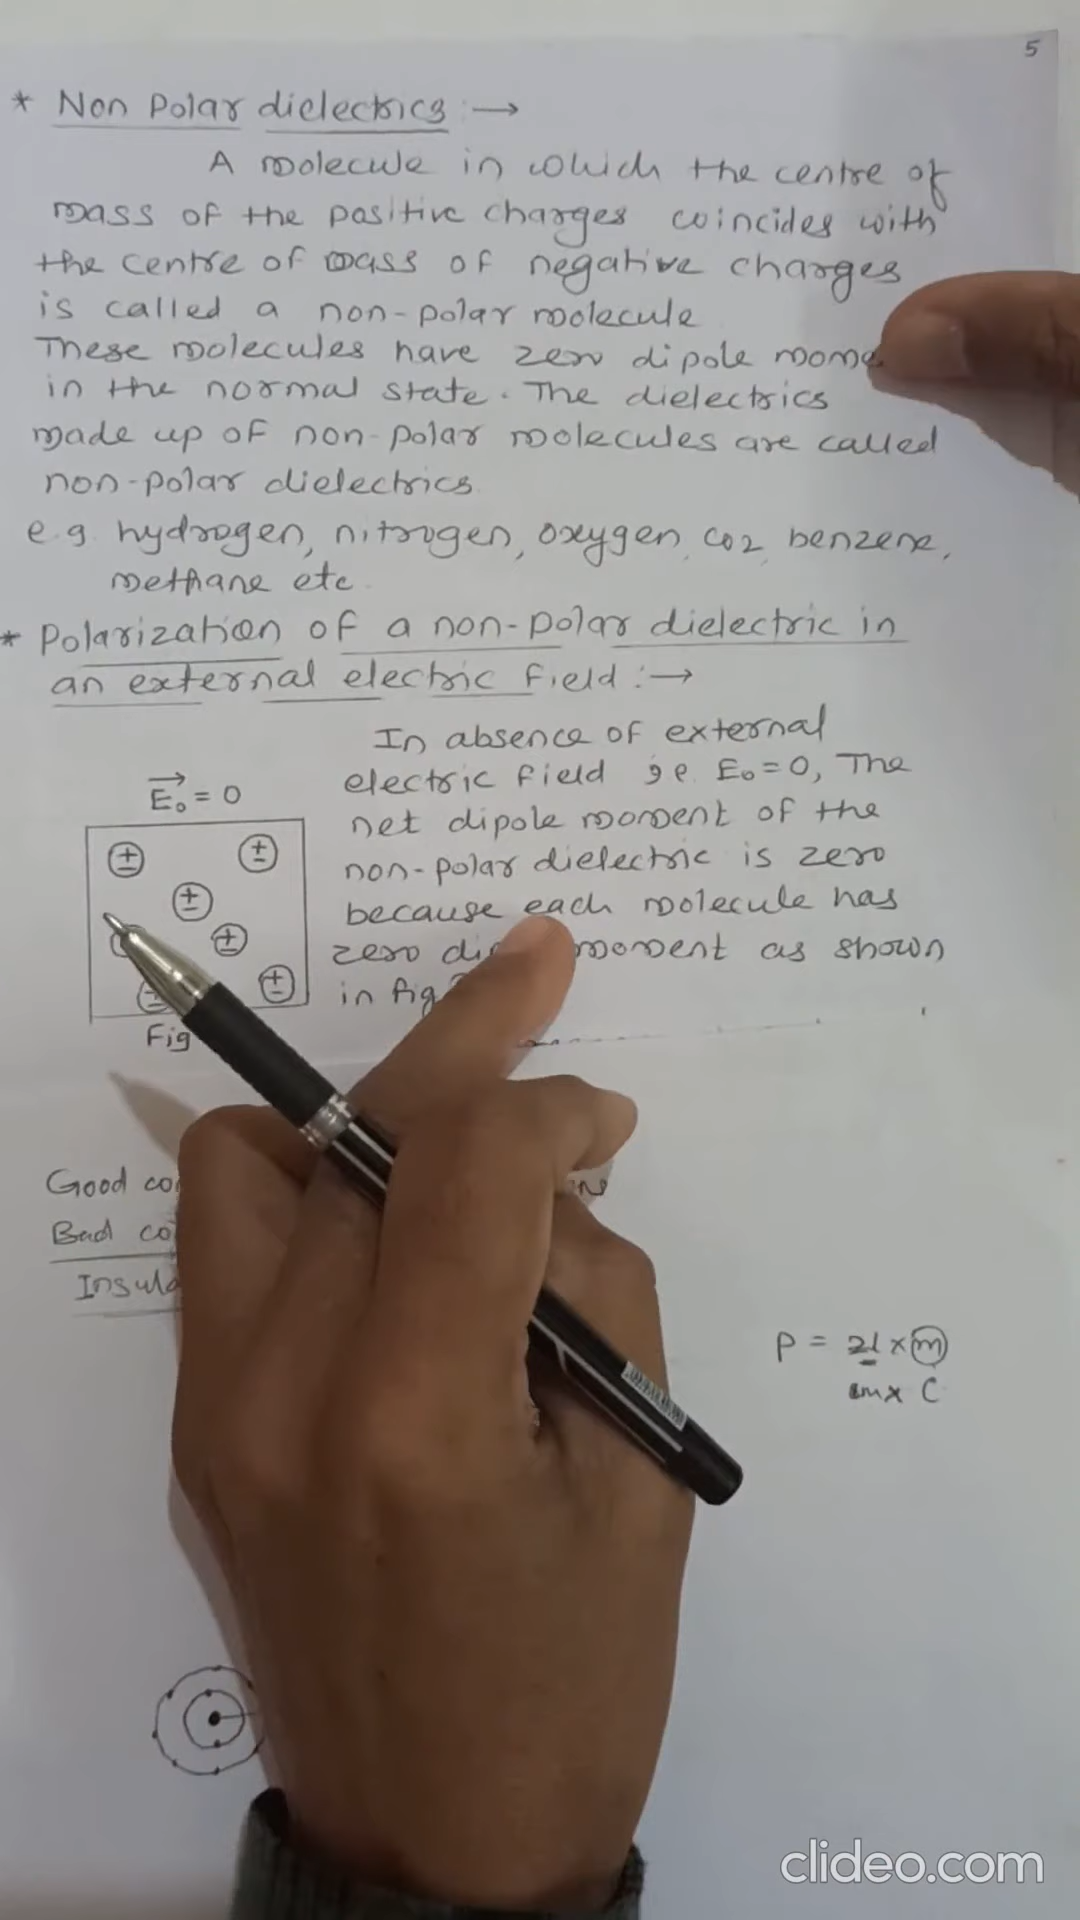 5
* Non Polar dielectrics :→
A molecule in which the centre of
mass of the positive charges coincides with
the centre of mass of negative charges
is called a non-polar molecule
These molecules have zero dipole mome
in the normal state. The dielectrics
made up of non-polar molecules are called
non-polar dielectrics.
e.g. hydrogen, nitrogen, oxygen, CO2, benzene,
methane etc.
* Polarization of a non-polar dielectric in
an external electric field :→
In absence of external
electric field i.e. E₀ = 0, The
net dipole moment of the
non-polar dielectric is zero
because each molecule has
zero moment as shown
in fig
E₀ = 0
Fig
Good
Bad
P = 2l × m
m × C
clideo.com